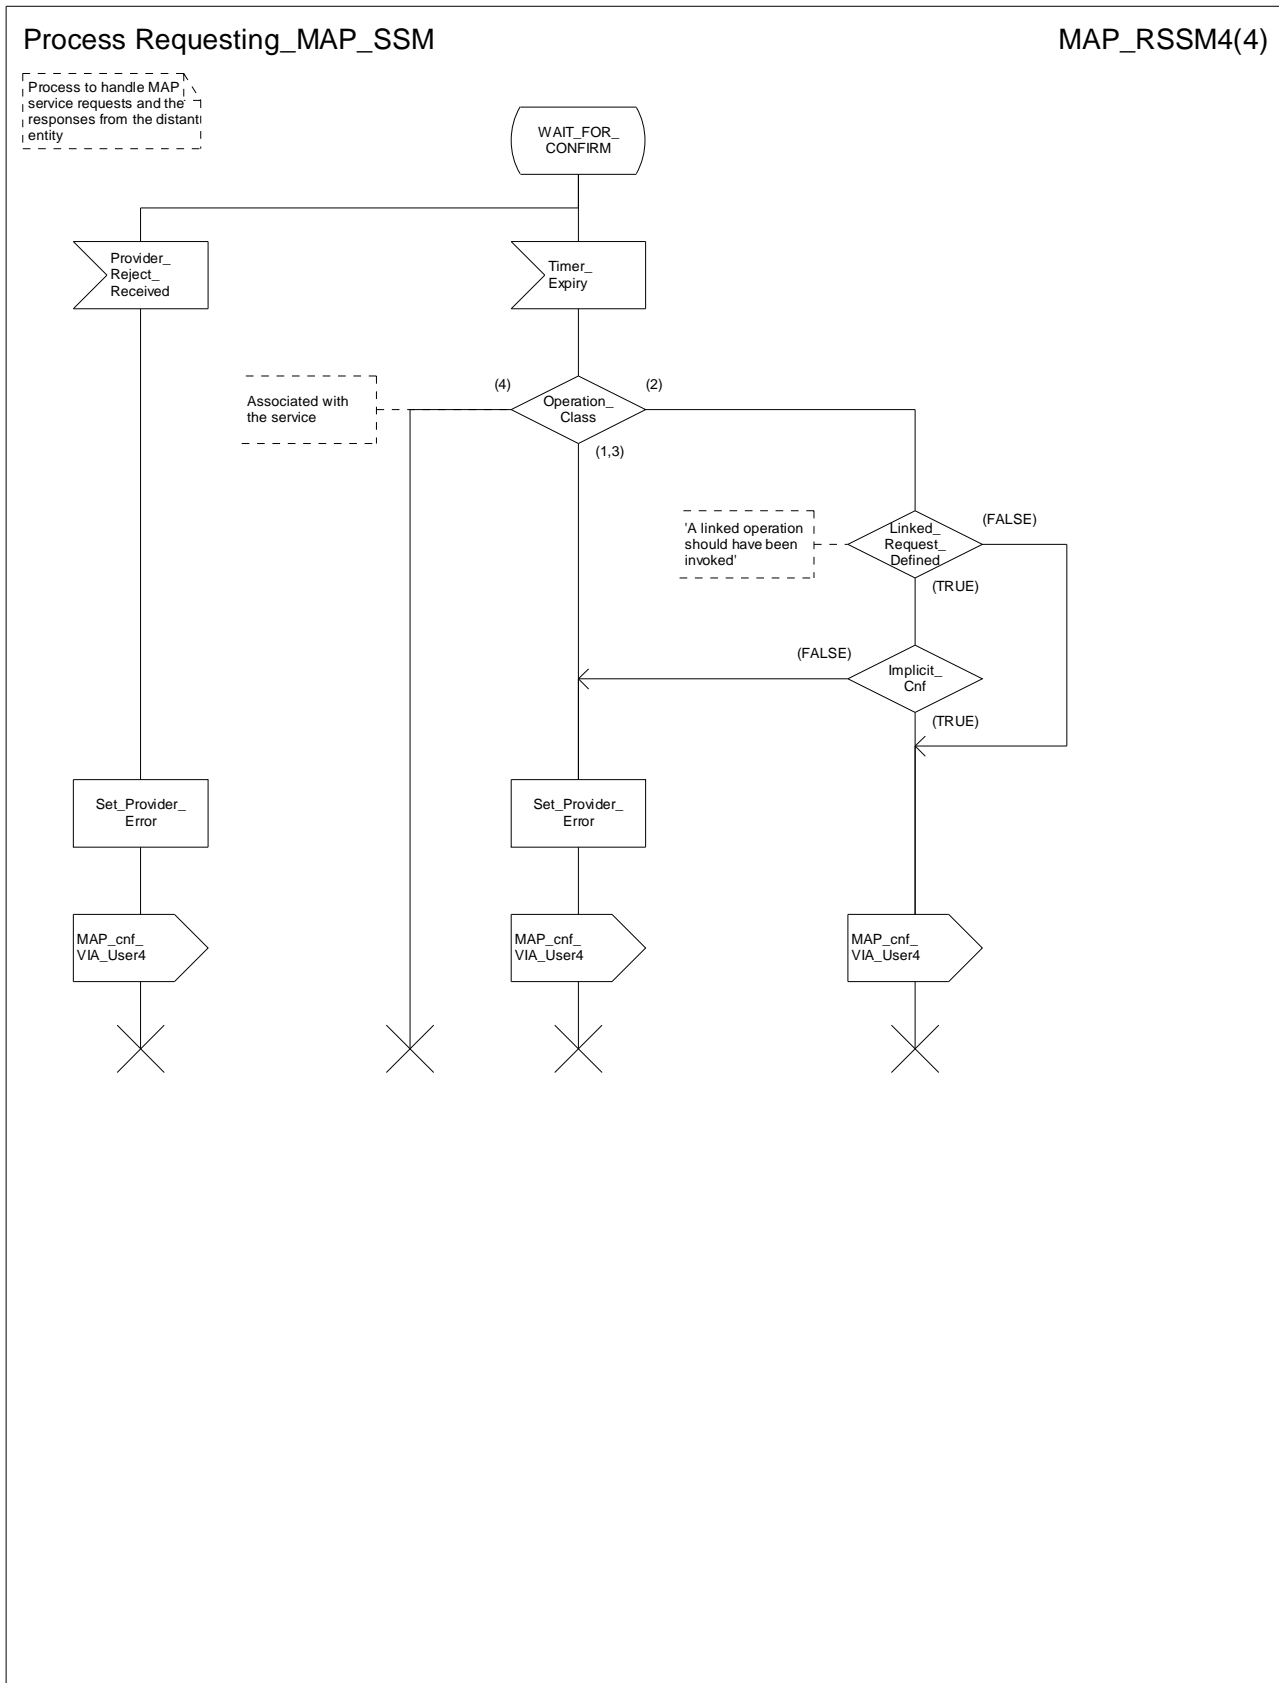 Process Requesting_MAP_SSM
MAP_RSSM4(4)
Process to handle MAP
service requests and the
responses from the distant
entity
WAIT_FOR_
CONFIRM
Provider_
Reject_
Received
Timer_
Expiry
Associated with
the service
(4)
Operation_
Class
(2)
(1,3)
'A linked operation
should have been
invoked'
Linked_
Request_
Defined
(FALSE)
(TRUE)
(FALSE)
Implicit_
Cnf
(TRUE)
Set_Provider_
Error
Set_Provider_
Error
MAP_cnf_
VIA_User4
MAP_cnf_
VIA_User4
MAP_cnf_
VIA_User4